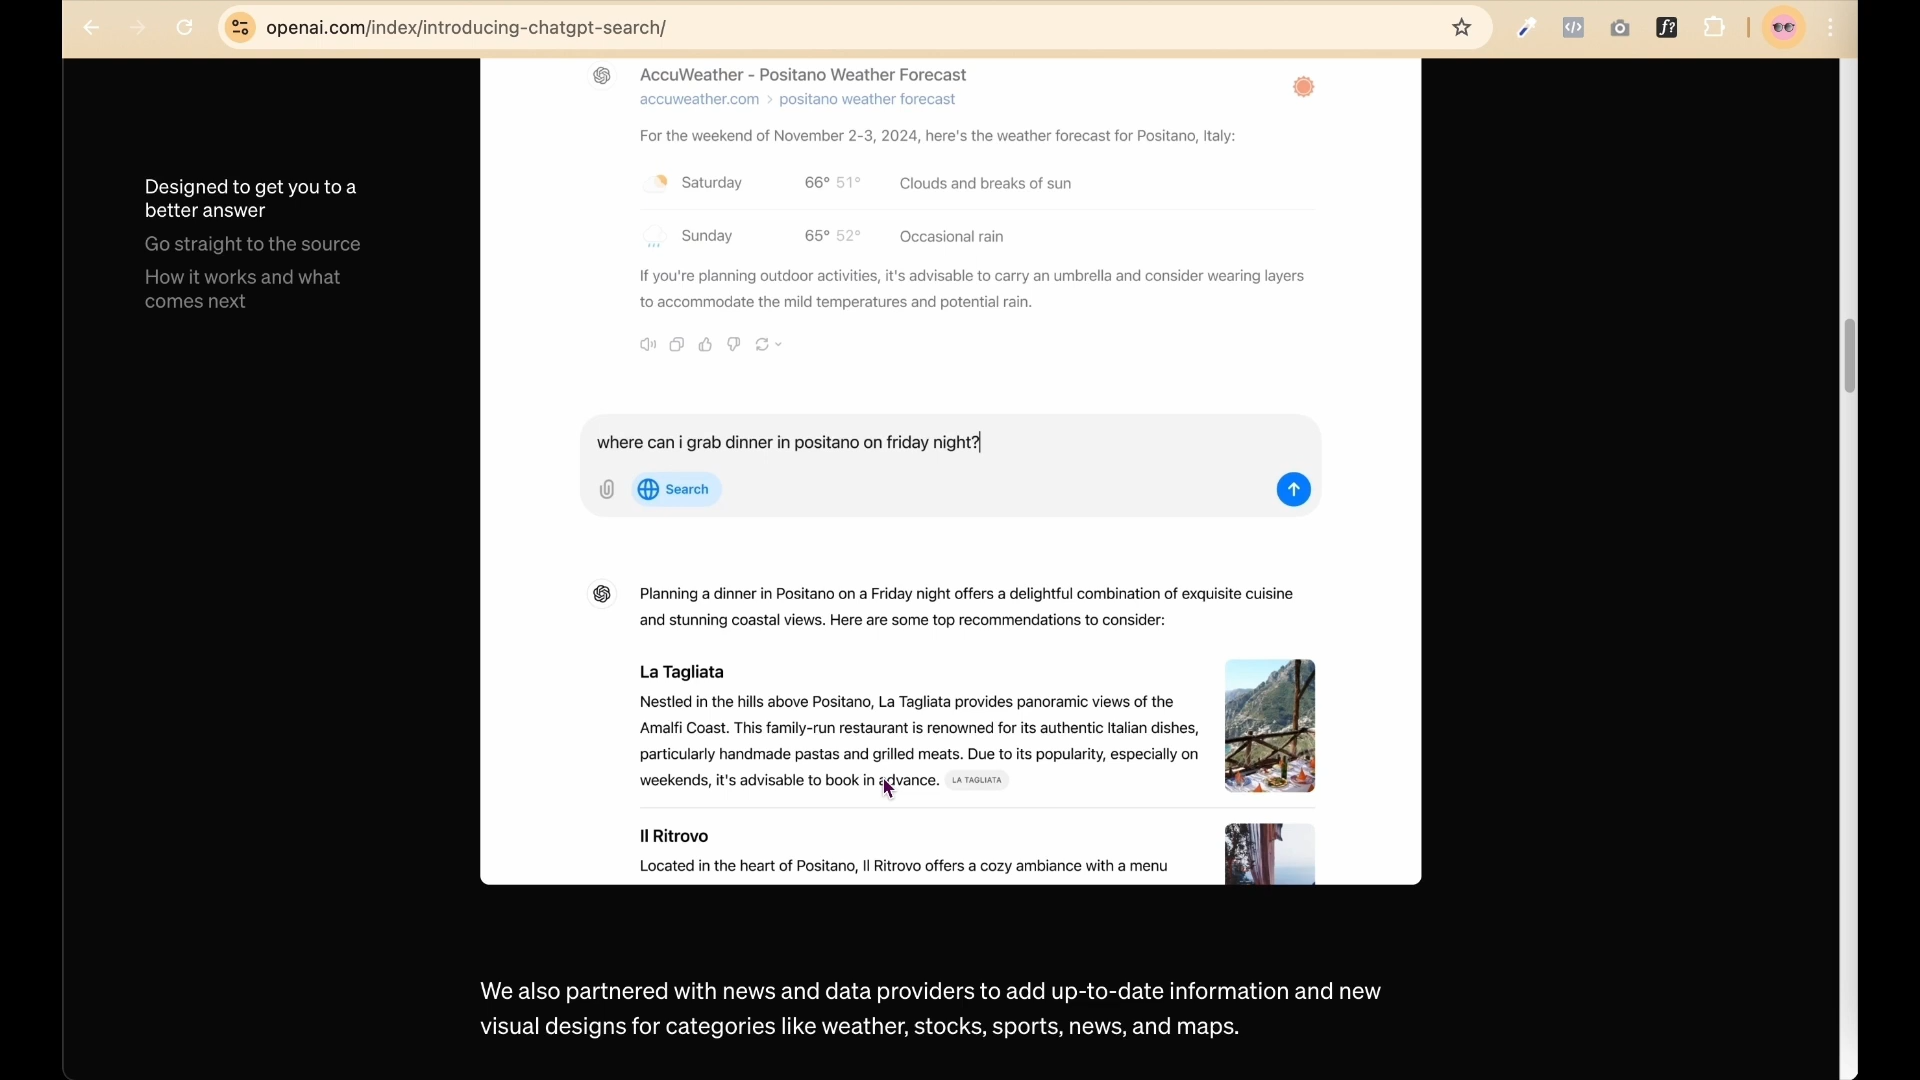 openai.com/index/introducing-chatgpt-search/
Designed to get you to a
better answer
Go straight to the source
How it works and what
comes next
AccuWeather - Positano Weather Forecast
accuweather.com > positano weather forecast
For the weekend of November 2-3, 2024, here's the weather forecast for Positano, Italy:
Saturday 66° 51° Clouds and breaks of sun
Sunday 65° 52° Occasional rain
If you're planning outdoor activities, it's advisable to carry an umbrella and consider wearing layers
to accommodate the mild temperatures and potential rain.
where can i grab dinner in positano on friday night?
Search
Planning a dinner in Positano on a Friday night offers a delightful combination of exquisite cuisine
and stunning coastal views. Here are some top recommendations to consider:
La Tagliata
Nestled in the hills above Positano, La Tagliata provides panoramic views of the
Amalfi Coast. This family-run restaurant is renowned for its authentic Italian dishes,
particularly handmade pastas and grilled meats. Due to its popularity, especially on
weekends, it's advisable to book in advance. LA TAGLIATA
Il Ritrovo
Located in the heart of Positano, Il Ritrovo offers a cozy ambiance with a menu
We also partnered with news and data providers to add up-to-date information and new
visual designs for categories like weather, stocks, sports, news, and maps.